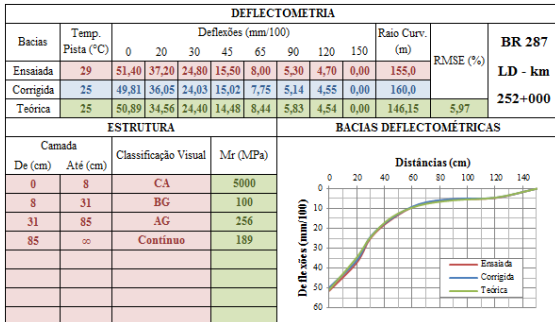 DEFLECTOMETRIA
Bacias Temp. Pista (°C) Deflexões (mm/100) Raio Curv. (m) RMSE (%) BR 287 LD - km 252+000
0 20 30 45 65 90 120 150
Ensaiada 29 51,40 37,20 24,80 15,50 8,00 5,30 4,70 0,00 155,0
Corrigida 25 49,81 36,05 24,03 15,02 7,75 5,14 4,55 0,00 160,0
Teórica 25 50,89 34,56 24,40 14,48 8,44 5,83 4,54 0,00 146,15 5,97
ESTRUTURA
Camada Classificação Visual Mr (MPa)
De (cm) Até (cm)
0 8 CA 5000
8 31 BG 100
31 85 AG 256
85 ∞ Contínuo 189
BACIAS DEFLECTOMÉTRICAS
Distâncias (cm)
0 20 40 60 80 100 120 140
Deflexões (mm/100)
0
10
20
30
40
50
60
Ensaiada
Corrigida
Teórica